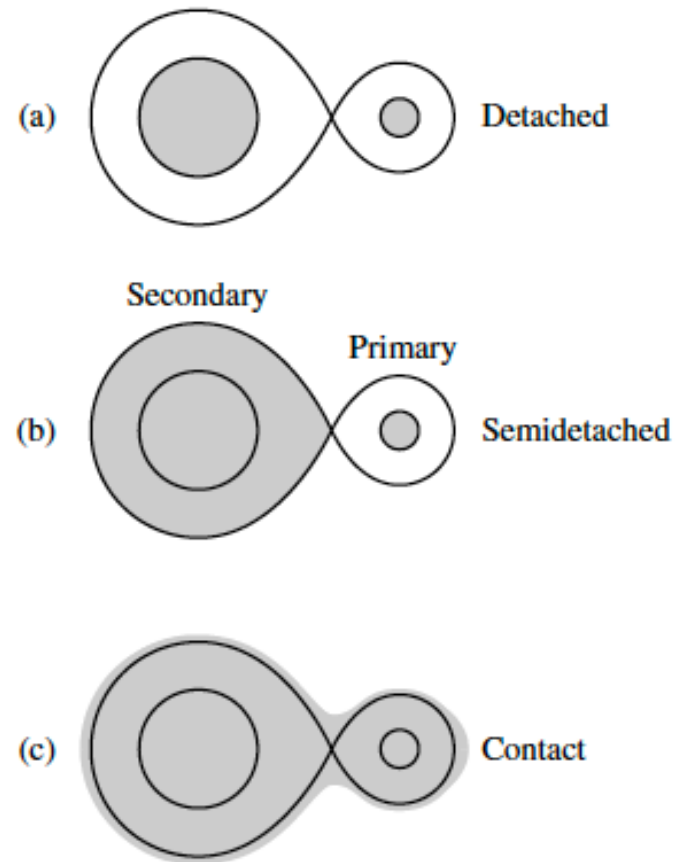 (a) Detached
Secondary
Primary
(b) Semidetached
(c) Contact